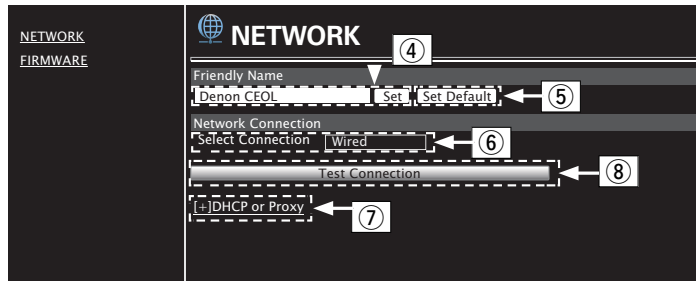 NETWORK
FIRMWARE
NETWORK
④
Friendly Name
Denon CEOL Set Set Default ⑤
Network Connection
Select Connection Wired ⑥
Test Connection ⑧
[+]DHCP or Proxy ⑦